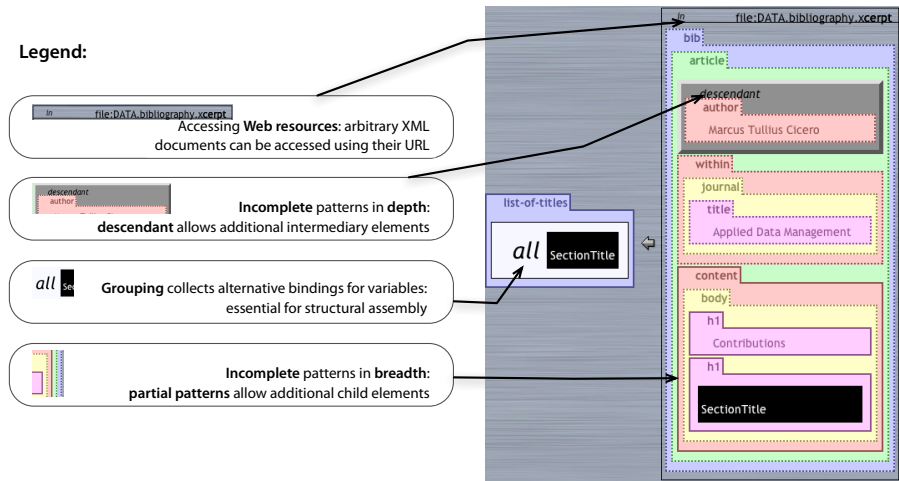 Legend:
In file:DATA.bibliography.xcerpt
Accessing Web resources: arbitrary XML
documents can be accessed using their URL
descendant
author
Incomplete patterns in depth:
descendant allows additional intermediary elements
all Sec
Grouping collects alternative bindings for variables:
essential for structural assembly
Incomplete patterns in breadth:
partial patterns allow additional child elements
list-of-titles
all SectionTitle
In file:DATA.bibliography.xcerpt
bib
article
descendant
author
Marcus Tullius Cicero
within
journal
title
Applied Data Management
content
body
h1
Contributions
h1
SectionTitle